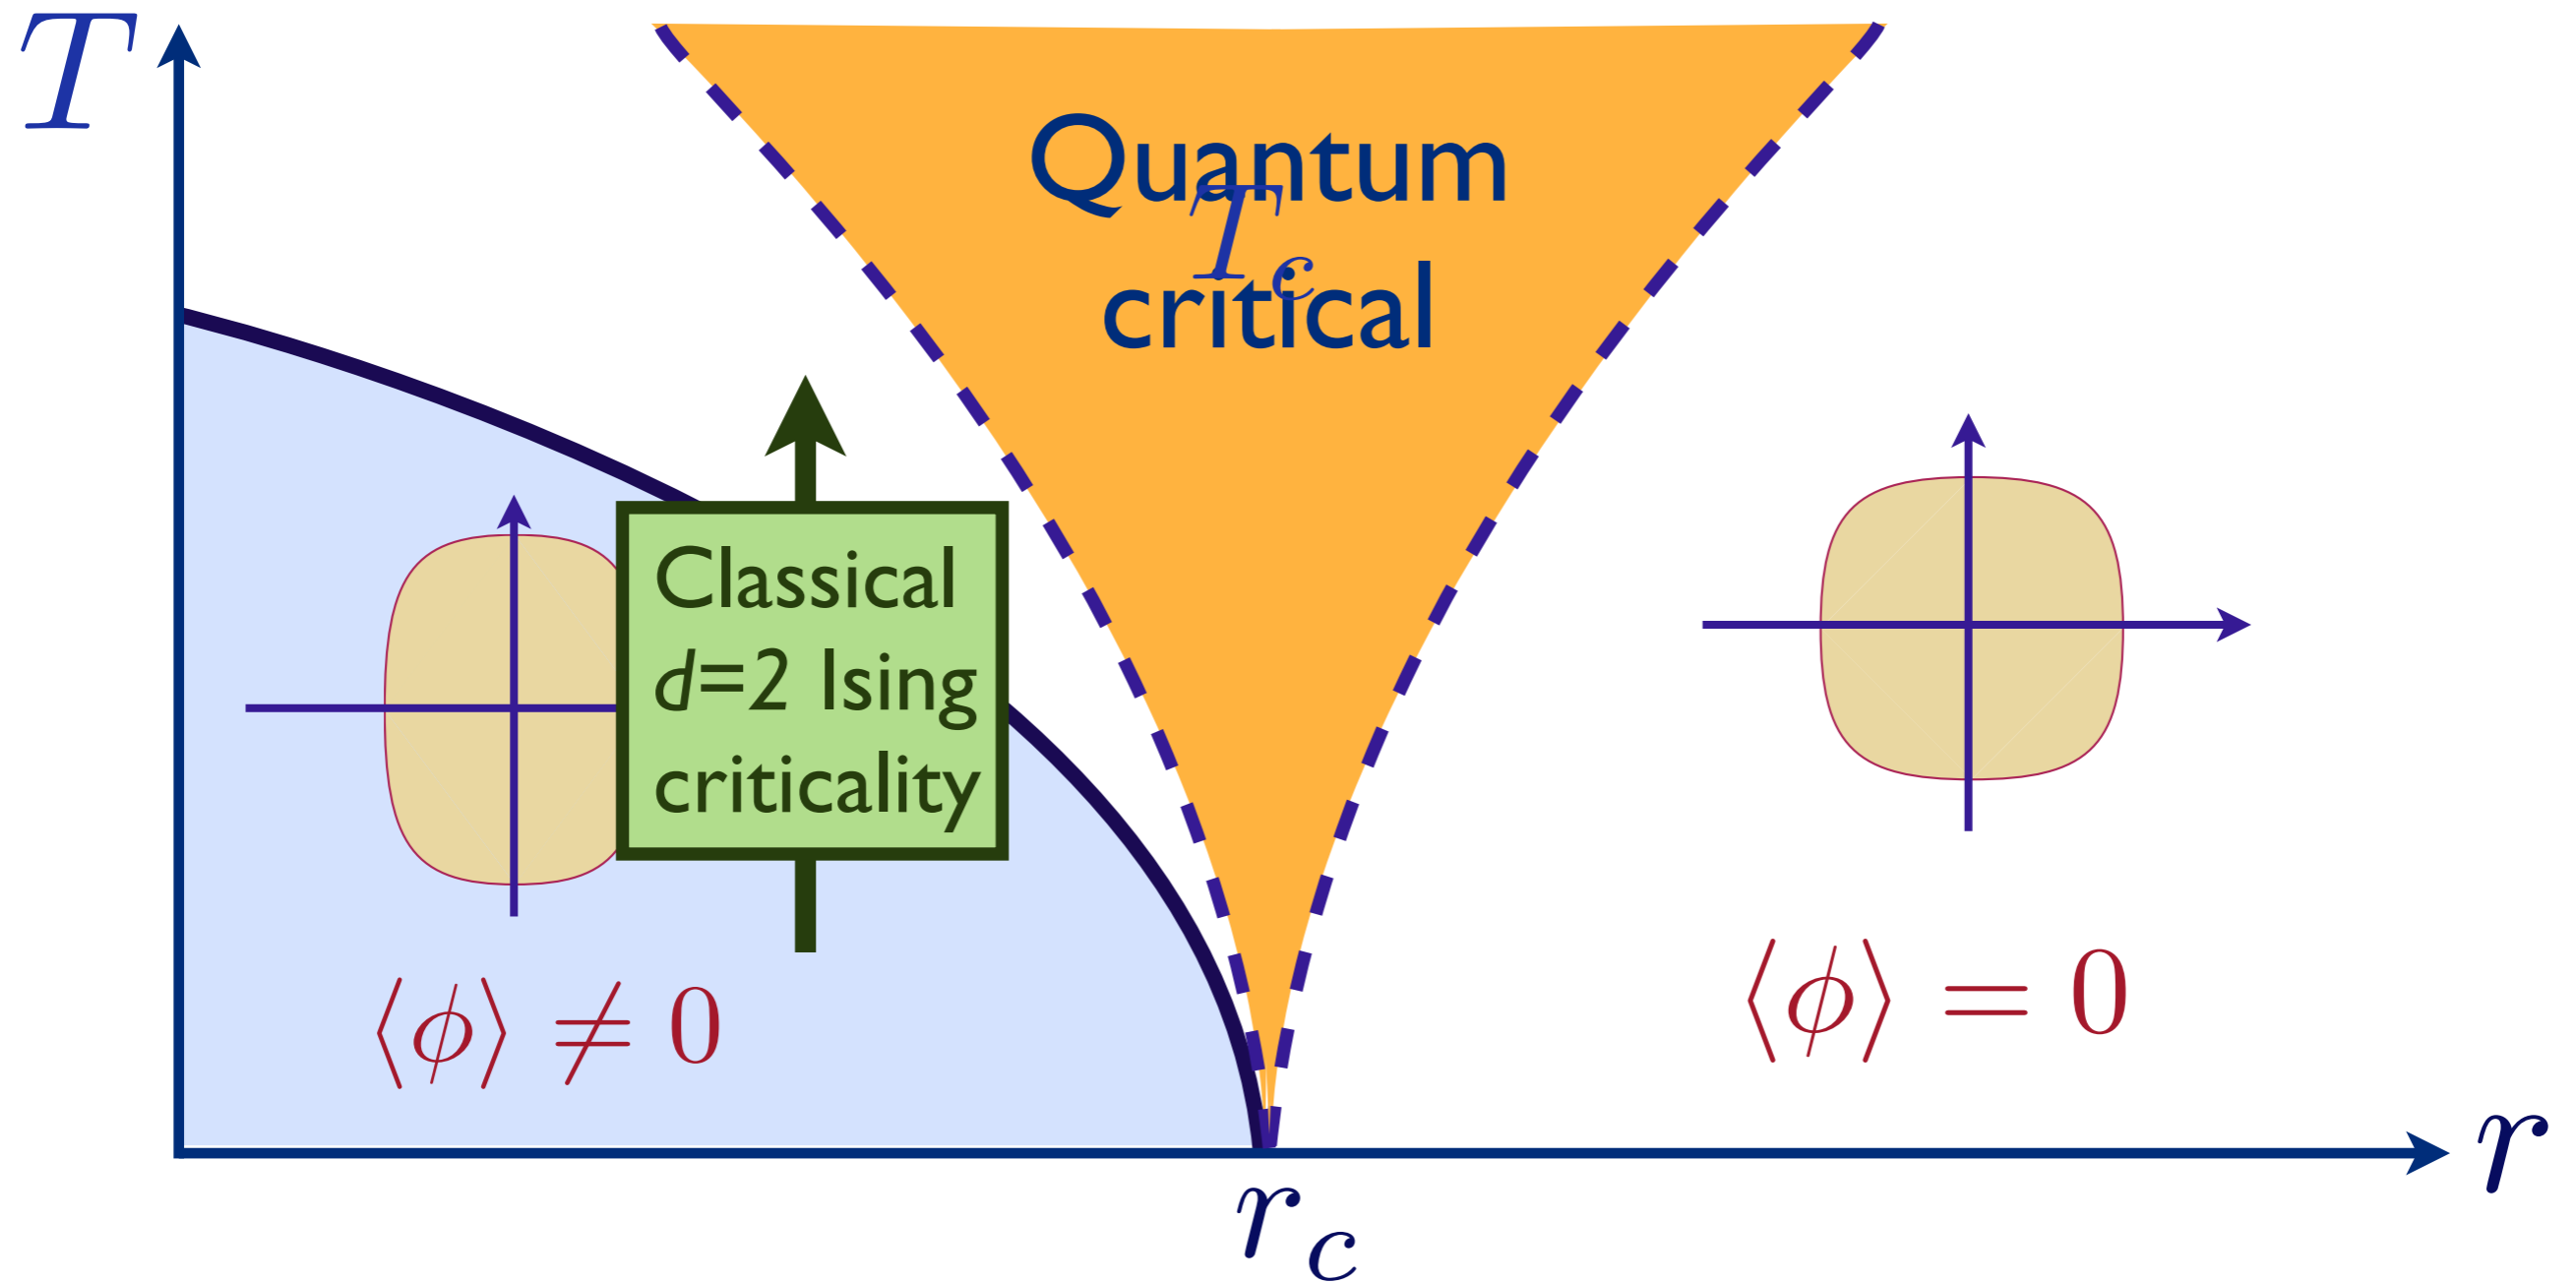 T
Quantum
T_c
critical
Classical
d=2 Ising
criticality
⟨ϕ⟩ ≠ 0
⟨ϕ⟩ = 0
r
r_c